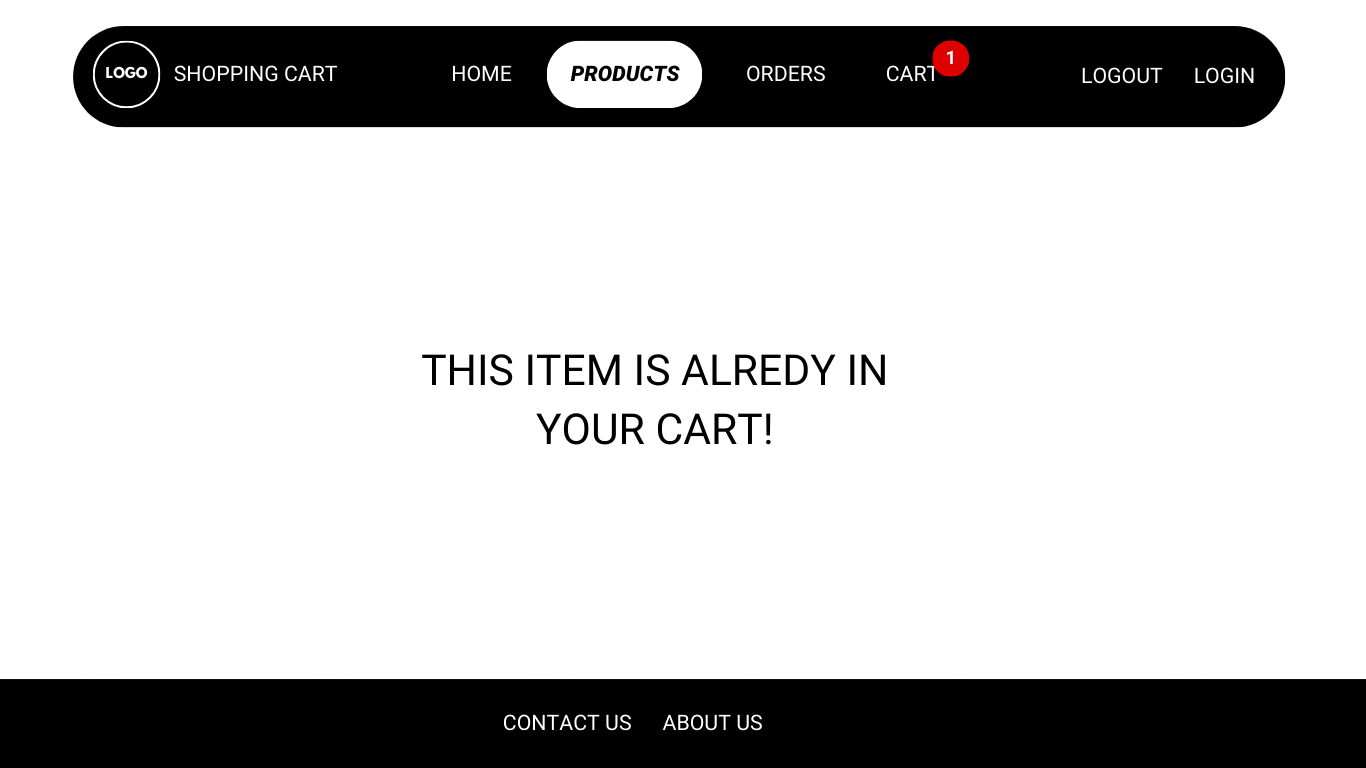 LOGO SHOPPING CART HOME PRODUCTS ORDERS CART 1 LOGOUT LOGIN
THIS ITEM IS ALREDY IN
YOUR CART!
CONTACT US ABOUT US